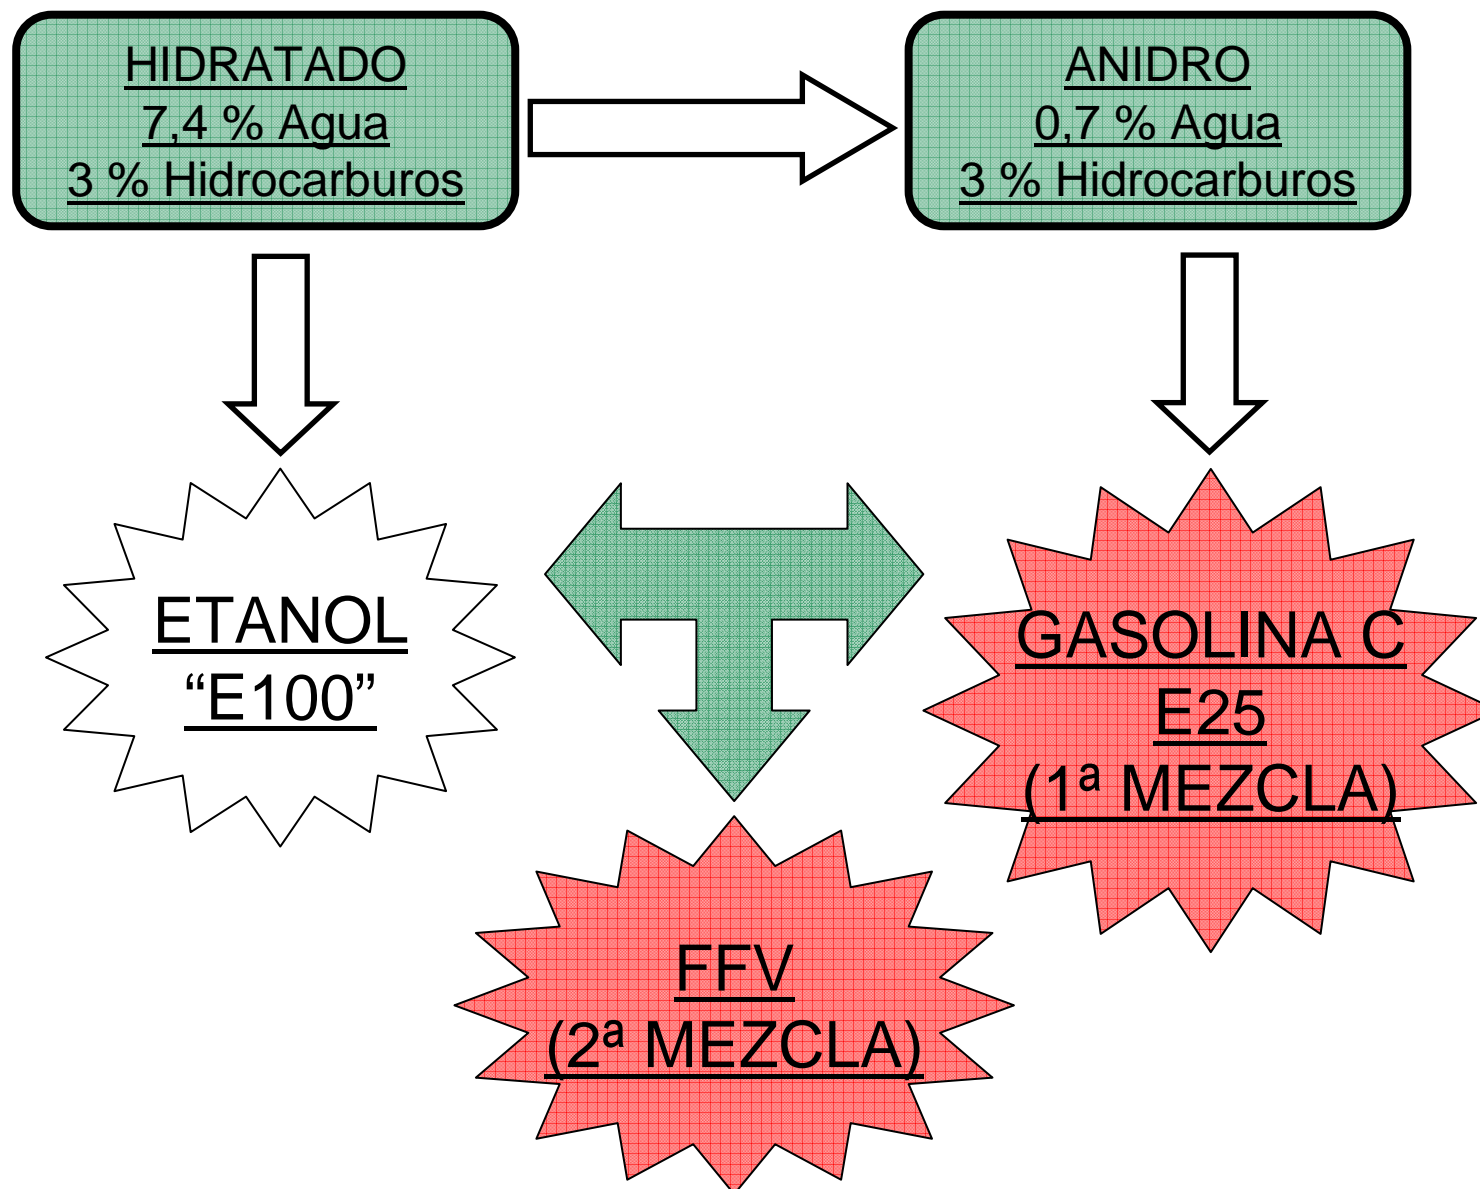 HIDRATADO
7,4 % Agua
3 % Hidrocarburos
ANIDRO
0,7 % Agua
3 % Hidrocarburos
ETANOL
“E100”
GASOLINA C
E25
(1ª MEZCLA)
FFV
(2ª MEZCLA)